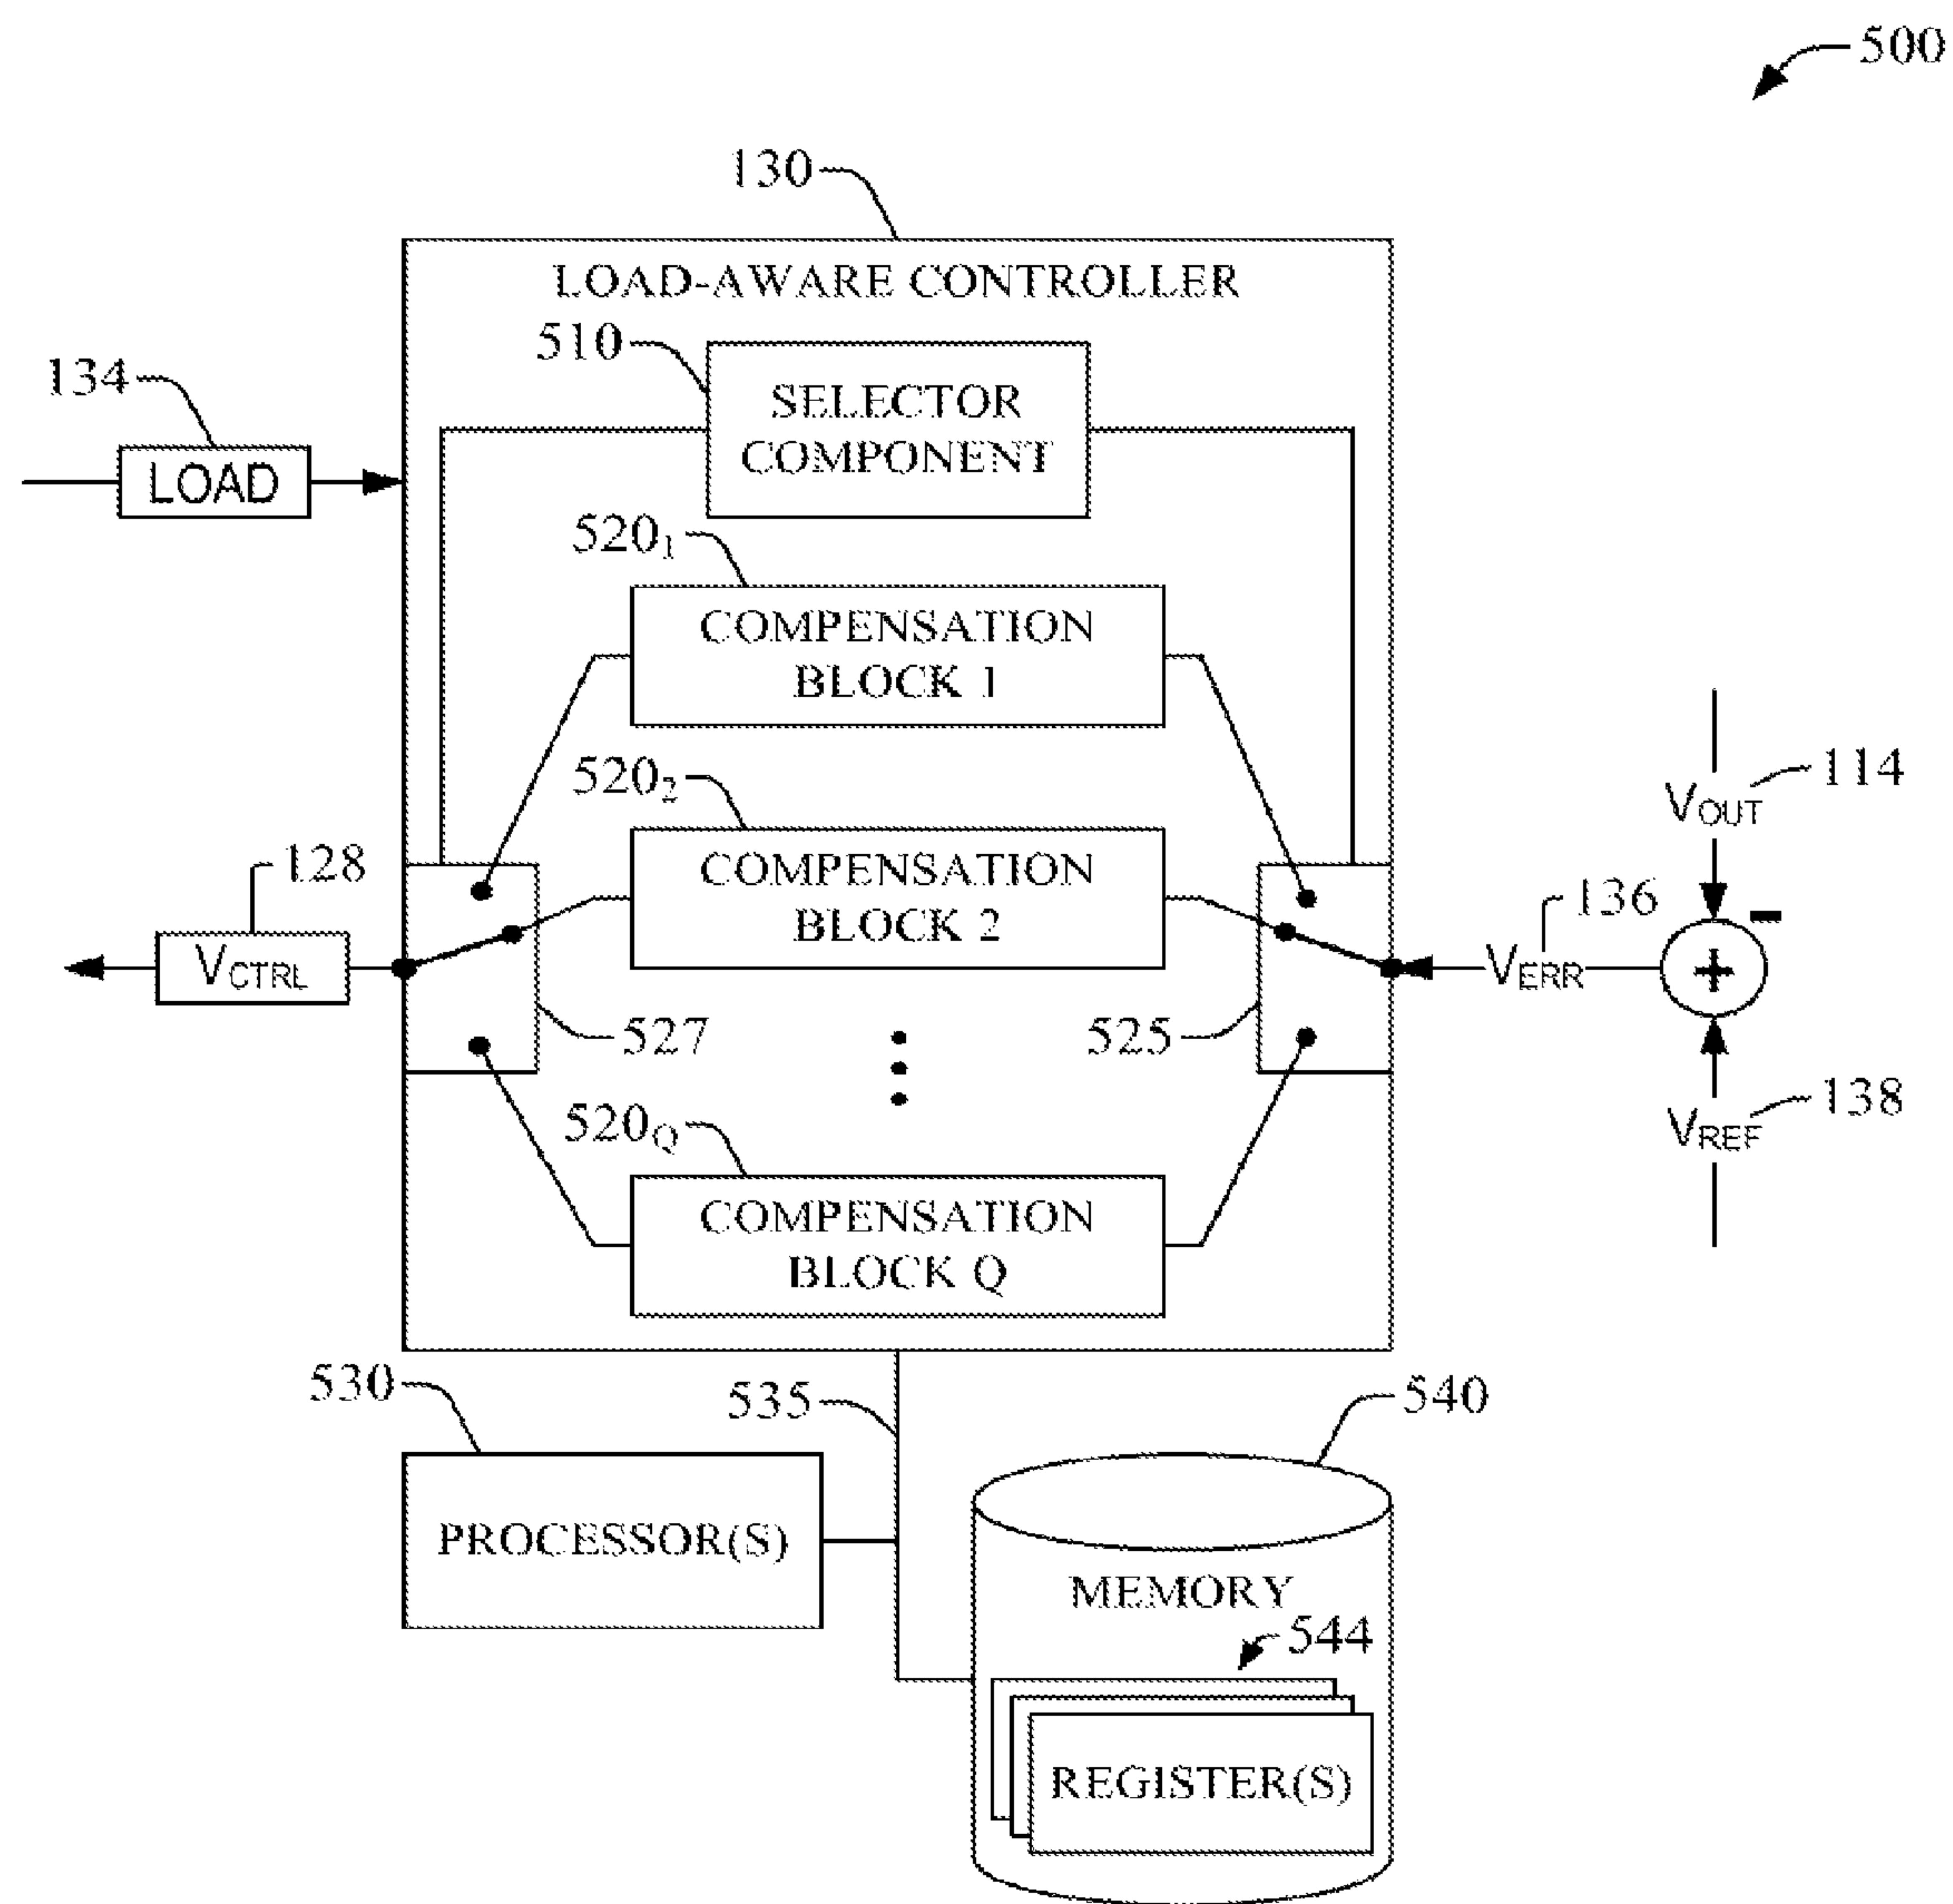 500
130
LOAD-AWARE CONTROLLER
510
SELECTOR
COMPONENT
134
LOAD
520₁
COMPENSATION
BLOCK 1
520₂
COMPENSATION
BLOCK 2
114
VOUT
128
VCTRL
136
VERR
-
+
527
525
138
VREF
520Q
COMPENSATION
BLOCK Q
530
535
540
PROCESSOR(S)
MEMORY
544
REGISTER(S)